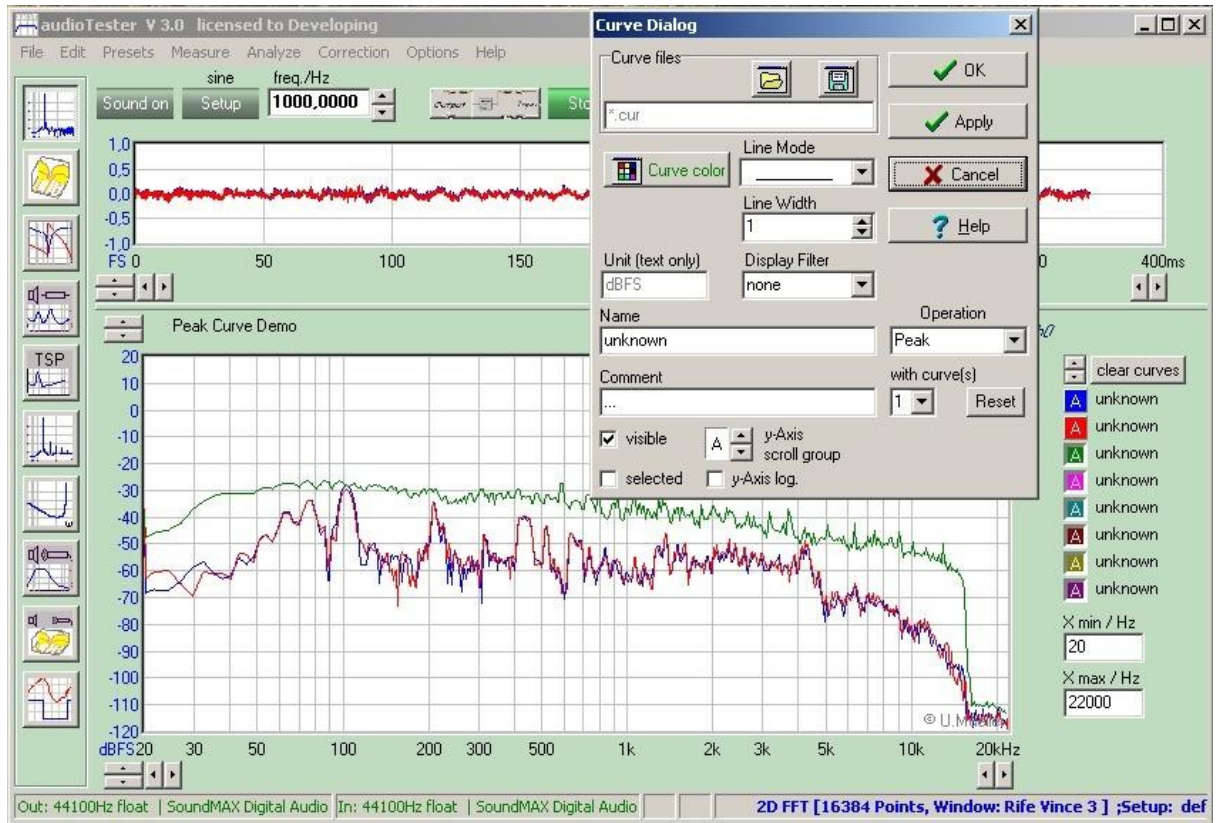 audioTester V 3.0 licensed to Developing
File Edit Presets Measure Analyze Correction Options Help
sine
freq./Hz
Sound on
Setup
1000,0000
Output
1,0
0,5
0,0
-0,5
-1,0
FS 0 50 100 150 400ms
Peak Curve Demo
TSP
20
10
0
-10
-20
-30
-40
-50
-60
-70
-80
-90
-100
-110
-120
dBFS20 30 50 100 200 300 500 1k 2k 3k 5k 10k 20kHz
Curve Dialog
Curve files
*.cur
OK
Apply
Cancel
Help
Curve color
Line Mode
Line Width
1
Unit (text only)
dBFS
Display Filter
none
Name
unknown
Operation
Peak
Comment
...
with curve(s)
1
Reset
visible
A
y-Axis
scroll group
selected
y-Axis log.
clear curves
A unknown
A unknown
A unknown
A unknown
A unknown
A unknown
A unknown
A unknown
X min / Hz
20
X max / Hz
22000
Out: 44100Hz float | SoundMAX Digital Audio
In: 44100Hz float | SoundMAX Digital Audio
2D FFT [16384 Points, Window: Rife Vince 3 ] ;Setup: def